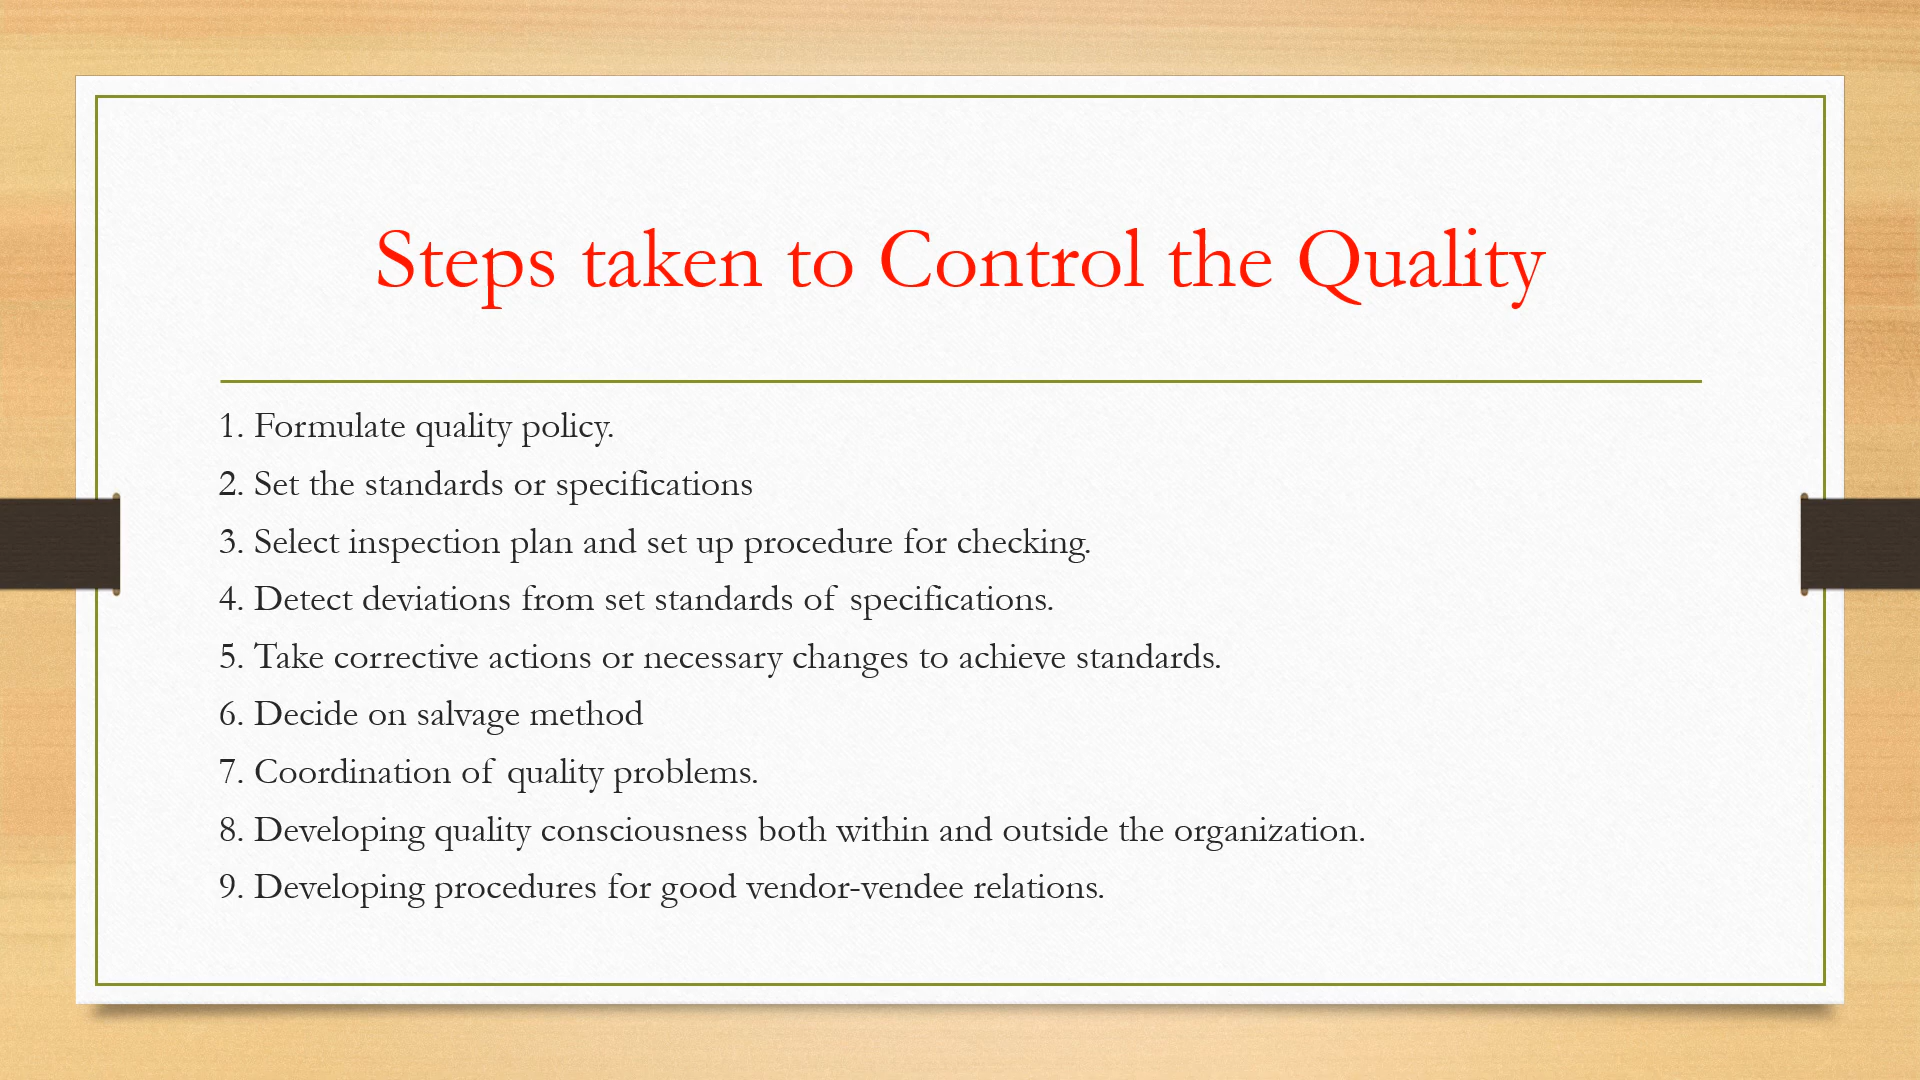 Steps taken to Control the Quality
1. Formulate quality policy.
2. Set the standards or specifications
3. Select inspection plan and set up procedure for checking.
4. Detect deviations from set standards of specifications.
5. Take corrective actions or necessary changes to achieve standards.
6. Decide on salvage method
7. Coordination of quality problems.
8. Developing quality consciousness both within and outside the organization.
9. Developing procedures for good vendor-vendee relations.